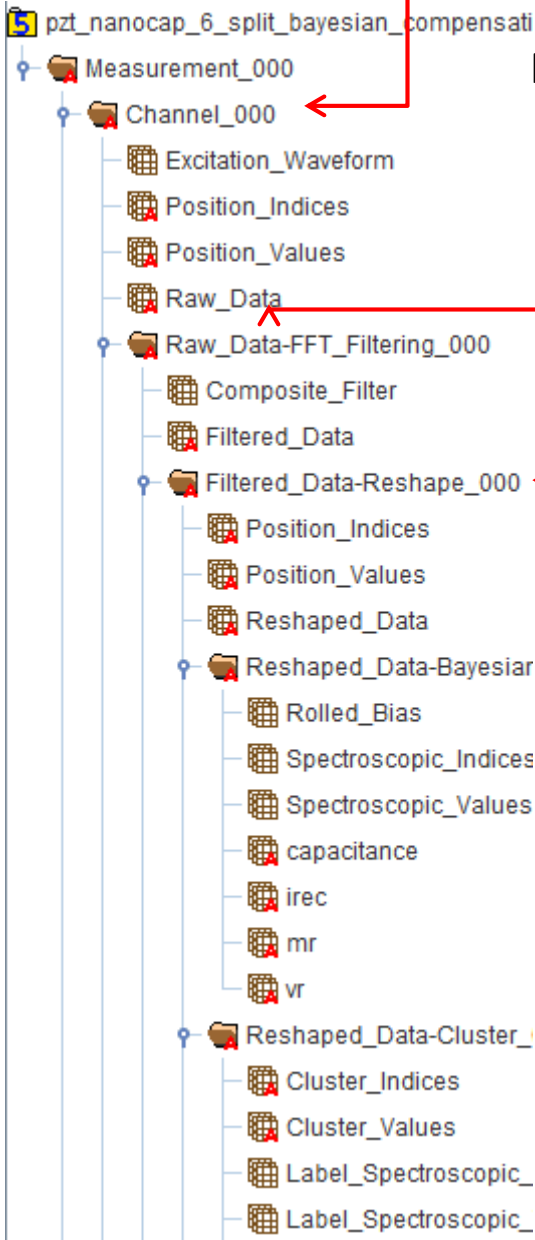 pzt_nanocap_6_split_bayesian_compensati
Measurement_000
Channel_000
Excitation_Waveform
Position_Indices
Position_Values
Raw_Data
Raw_Data-FFT_Filtering_000
Composite_Filter
Filtered_Data
Filtered_Data-Reshape_000
Position_Indices
Position_Values
Reshaped_Data
Reshaped_Data-Bayesian
Rolled_Bias
Spectroscopic_Indices
Spectroscopic_Values
capacitance
irec
mr
vr
Reshaped_Data-Cluster_
Cluster_Indices
Cluster_Values
Label_Spectroscopic_
Label_Spectroscopic_